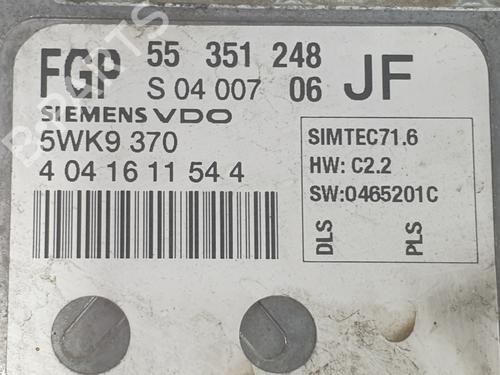 FGP 55 351 248 JF
S 04 007 06
SIEMENS VDO
5WK9 370
4 04 16 11 54 4
SIMTEC71.6
HW: C2.2
SW:0465201C
DLS
PLS